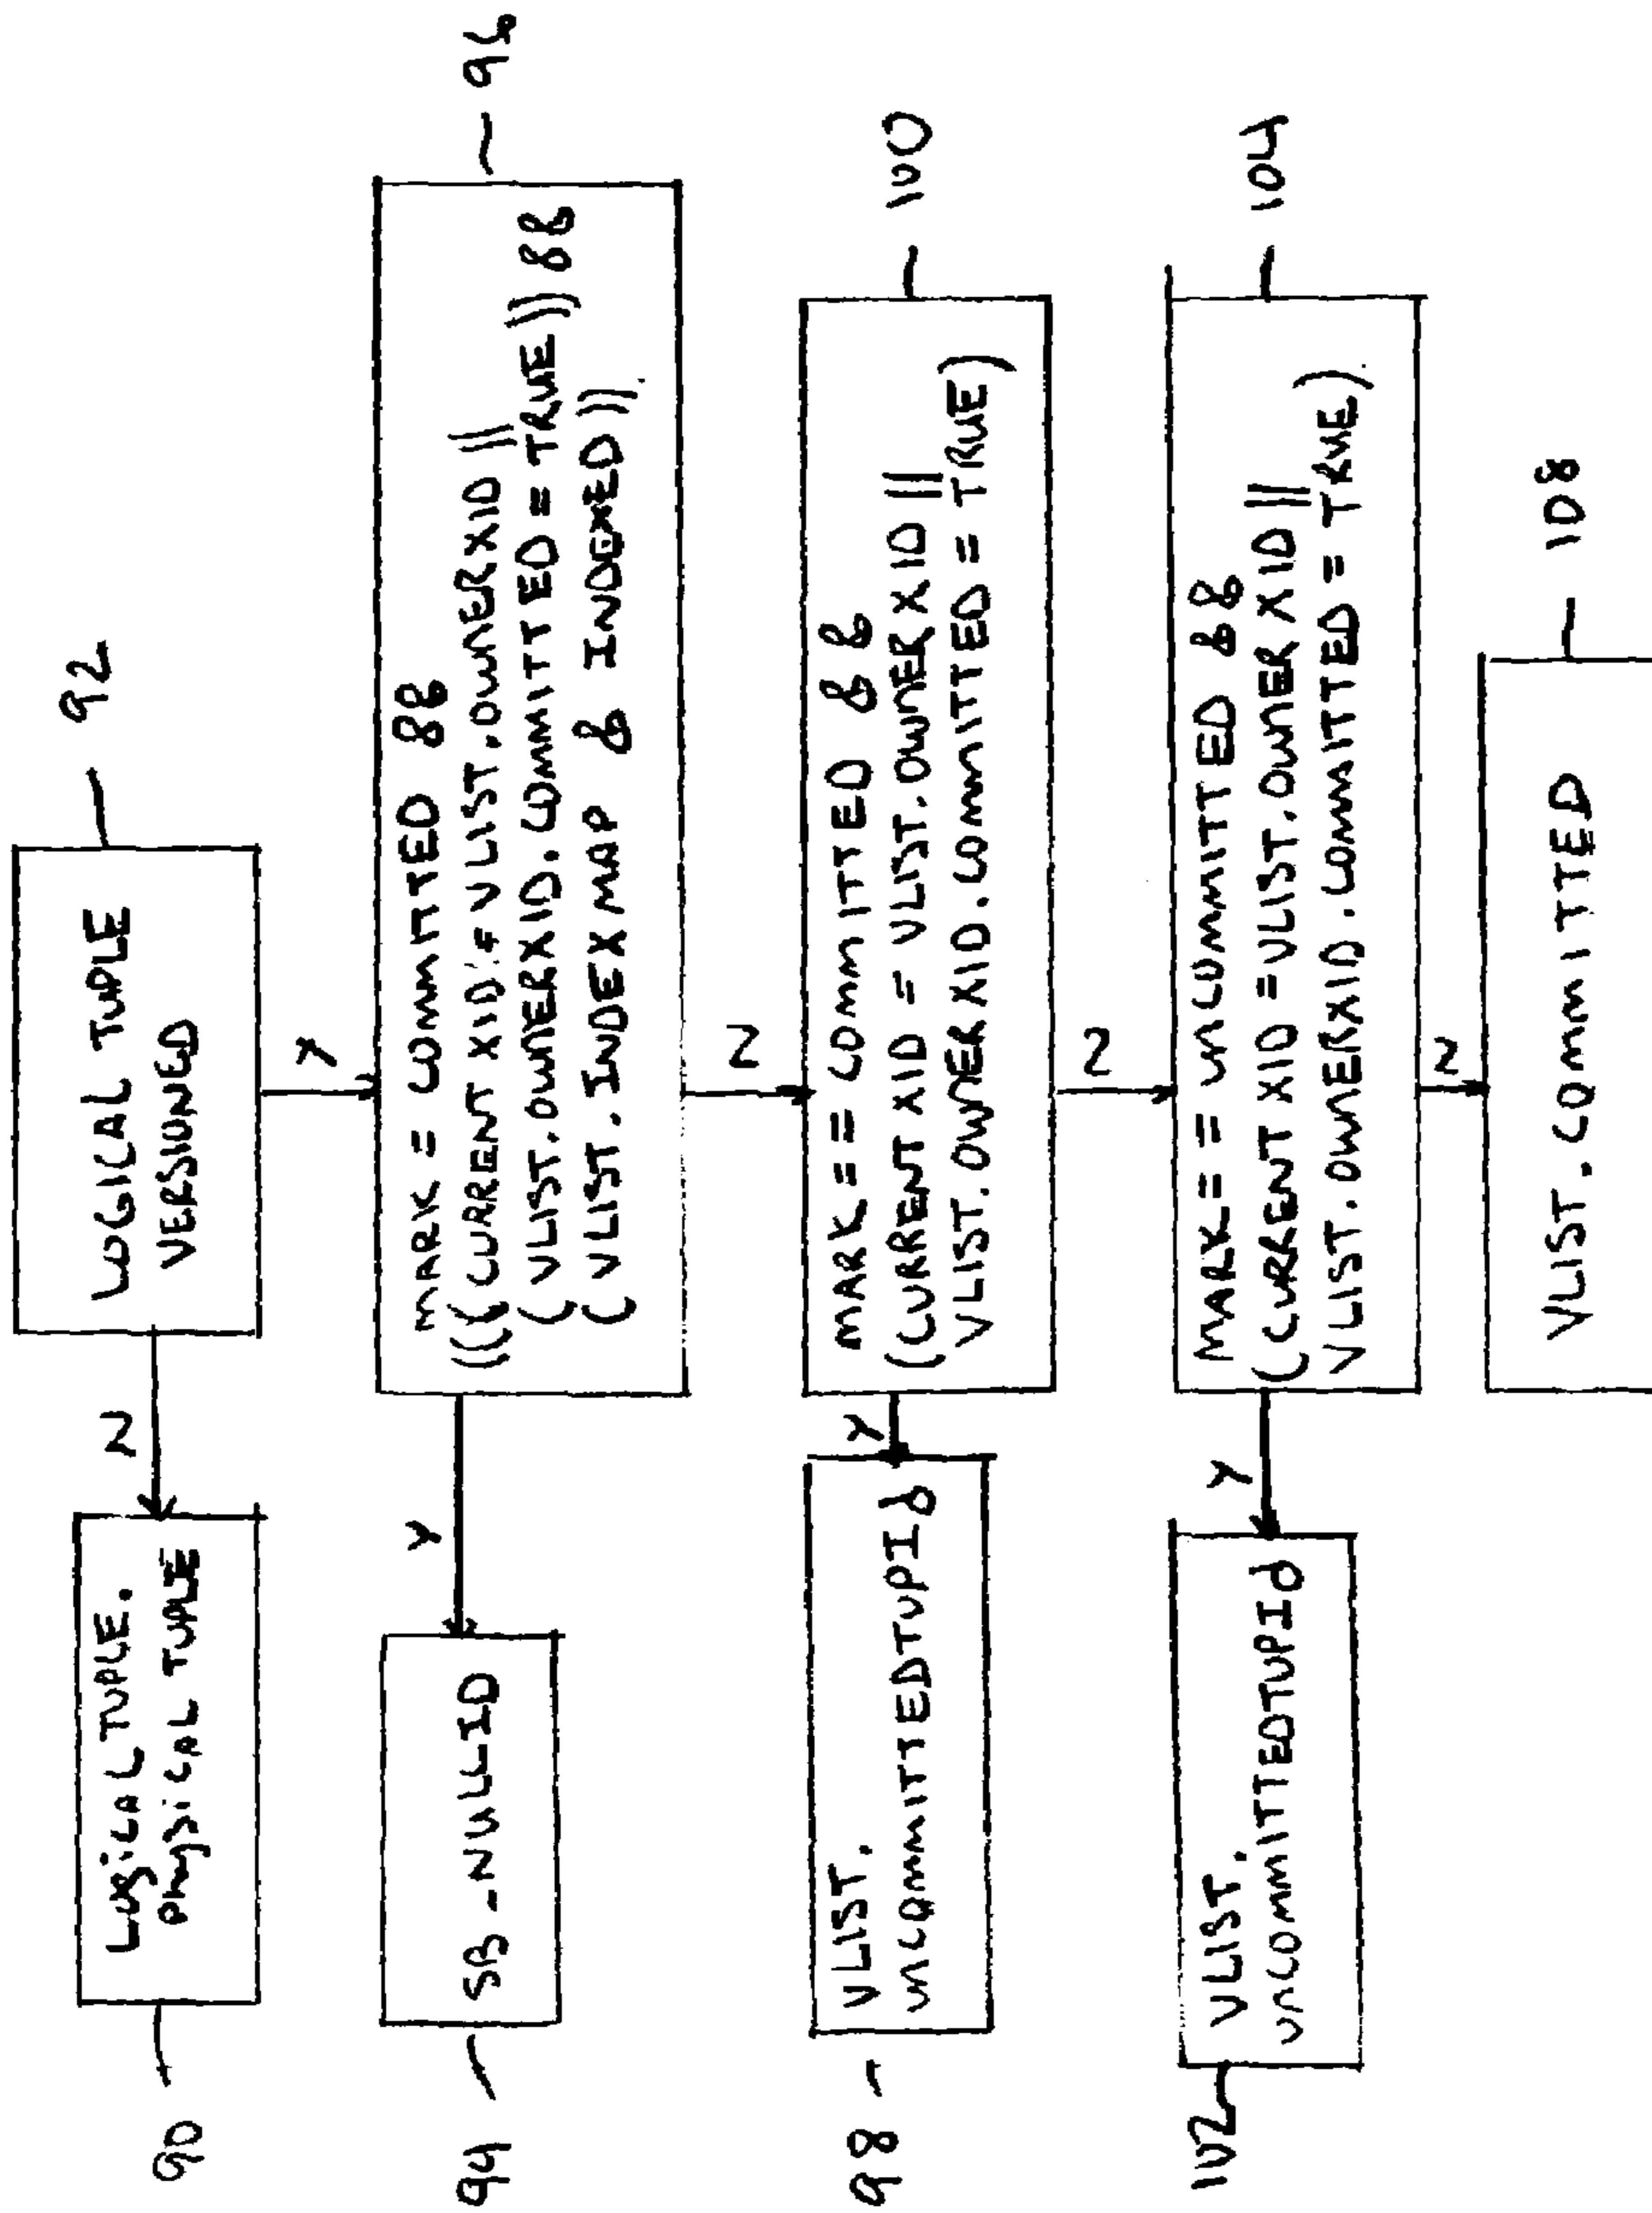 90
LOGICAL TUPLE.
PHYSICAL TUPLE
N
LOGICAL TUPLE
VERSIONED
92
Y
94
SB_NULLID
Y
MARK = COMMITTED &&
(((CURRENT XID = VLIST.OWNERXID ||
(VLIST.OWNERXID.COMMITTED = TRUE)) &&
(VLIST.INDEXMAP & INDEXED)).
96
N
98
VLIST.
UNCOMMITTEDTUPId
Y
MARK == COMMITTED &&
(CURRENT XID = VLIST.OWNERXID ||
VLIST.OWNERXID.COMMITTED = TRUE)
100
N
102
VLIST.
UNCOMMITTEDTUPId
Y
MARK == UNCOMMITTED &&
(CURRENT XID = VLIST.OWNERXID ||
VLIST.OWNERXID.COMMITTED = TRUE).
104
N
VLIST.COMMITTED
108